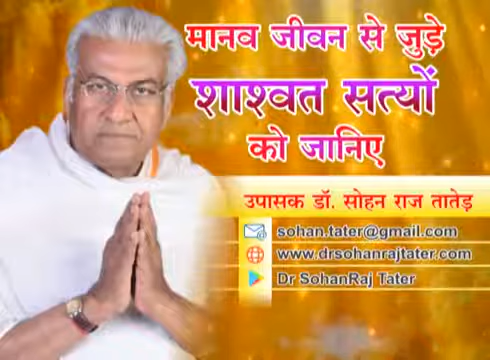 मानव जीवन से जुड़े
शाश्वत सत्यों
को जानिए
उपासक डॉ. सोहन राज तातेड़
sohan.tater@gmail.com
www.drsohanrajtater.com
Dr SohanRaj Tater